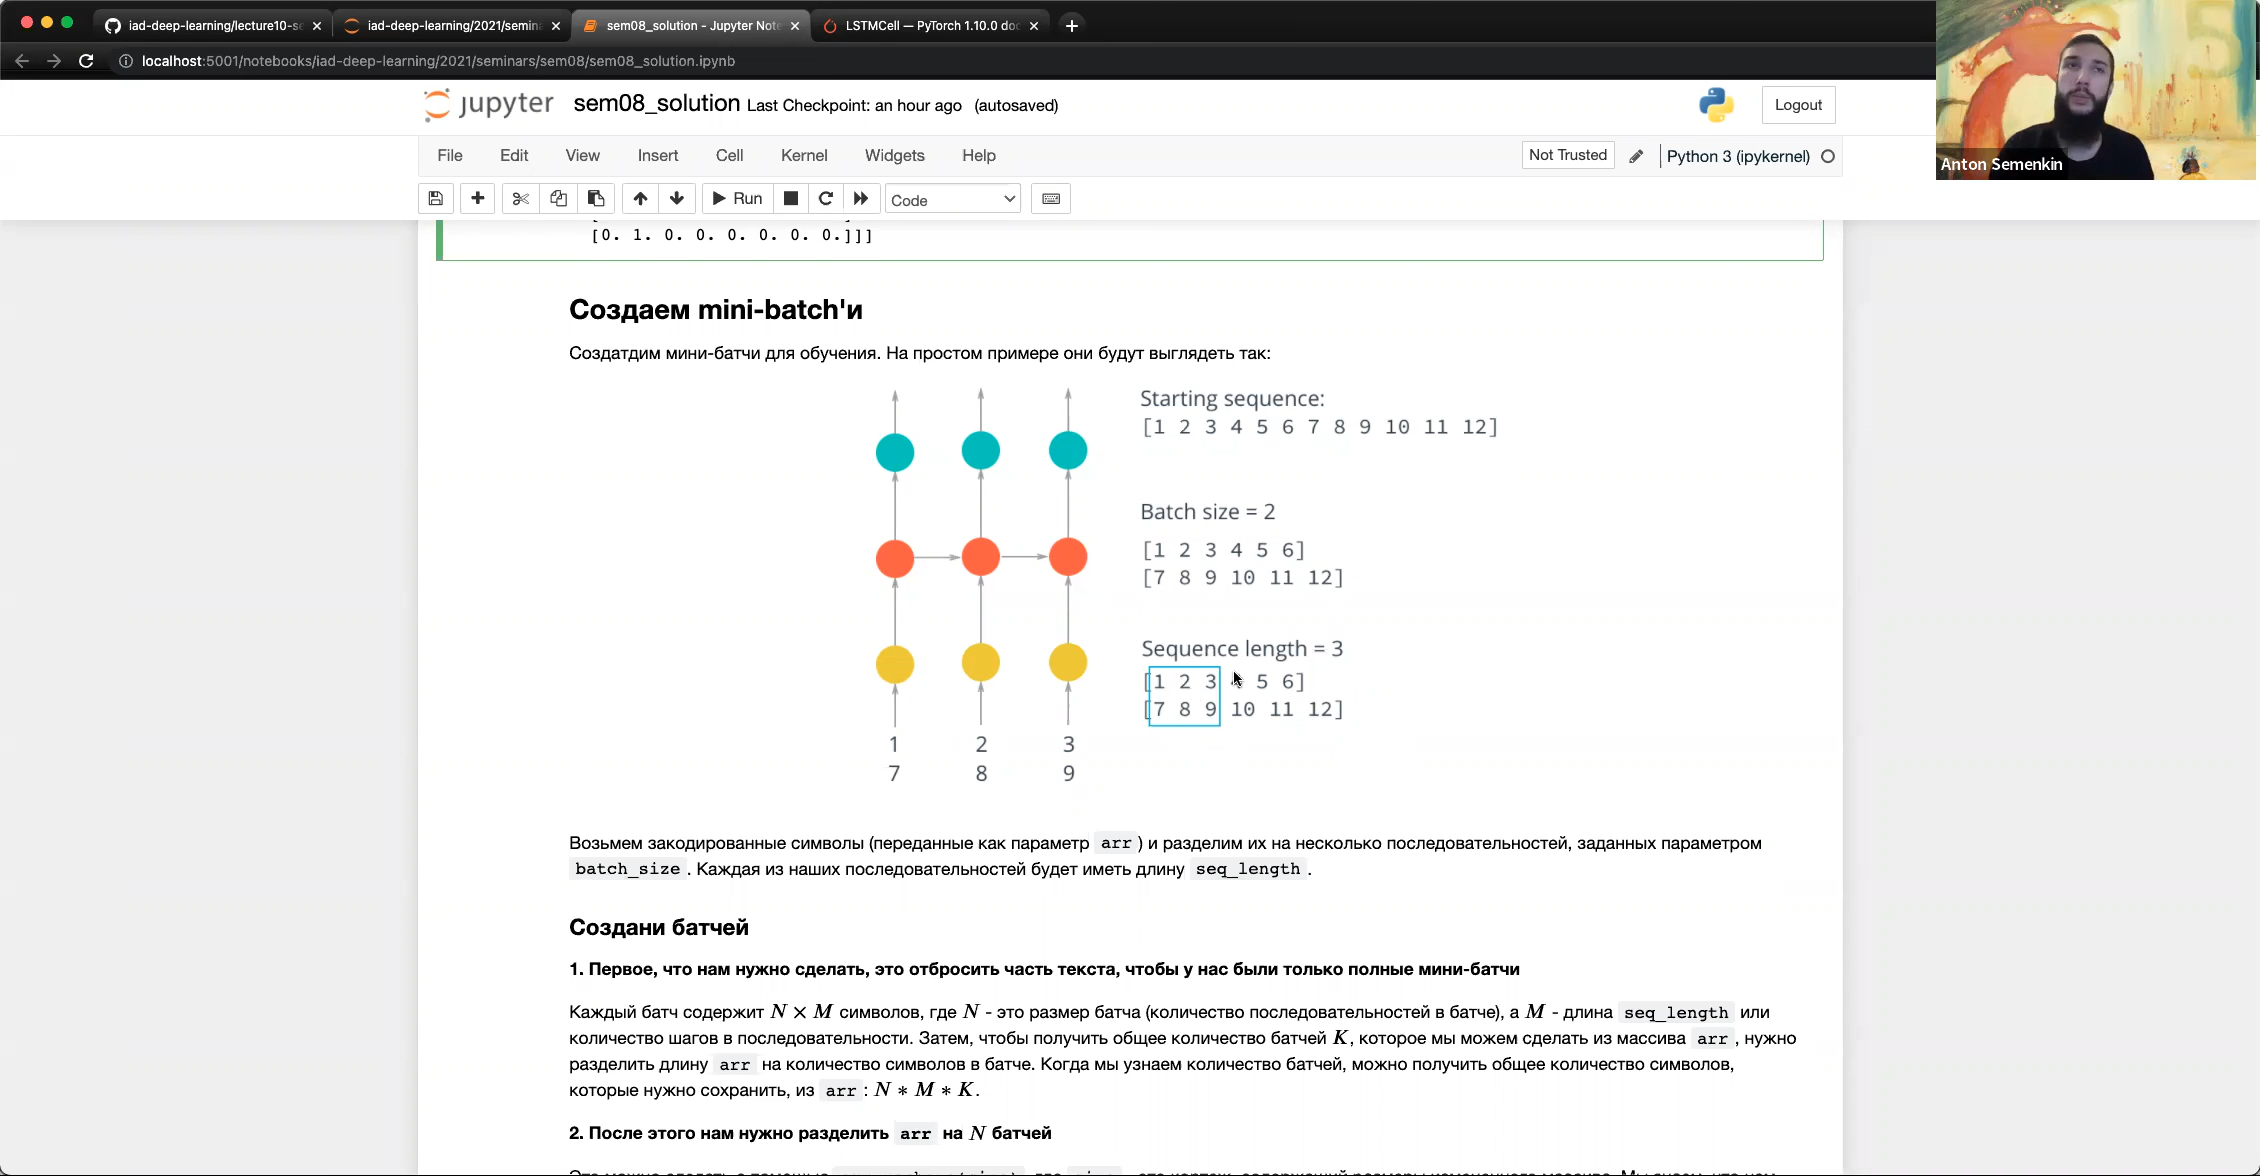 iad-deep-learning/lecture10-se
iad-deep-learning/2021/semina
sem08_solution - Jupyter Note
LSTMCell — PyTorch 1.10.0 doc
localhost:5001/notebooks/iad-deep-learning/2021/seminars/sem08/sem08_solution.ipynb
jupyter sem08_solution Last Checkpoint: an hour ago (autosaved)
Logout
Anton Semenkin
File Edit View Insert Cell Kernel Widgets Help
Not Trusted
Python 3 (ipykernel)
Run
Code
[0. 1. 0. 0. 0. 0. 0. 0.]]]
Создаем mini-batch'и
Создатдим мини-батчи для обучения. На простом примере они будут выглядеть так:
Starting sequence:
[1 2 3 4 5 6 7 8 9 10 11 12]
Batch size = 2
[1 2 3 4 5 6]
[7 8 9 10 11 12]
Sequence length = 3
[1 2 3 5 6]
[7 8 9 10 11 12]
1 2 3
7 8 9
Возьмем закодированные символы (переданные как параметр arr ) и разделим их на несколько последовательностей, заданных параметром
batch_size . Каждая из наших последовательностей будет иметь длину seq_length .
Создани батчей
1. Первое, что нам нужно сделать, это отбросить часть текста, чтобы у нас были только полные мини-батчи
Каждый батч содержит N × M символов, где N - это размер батча (количество последовательностей в батче), а M - длина seq_length или
количество шагов в последовательности. Затем, чтобы получить общее количество батчей K, которое мы можем сделать из массива arr , нужно
разделить длину arr на количество символов в батче. Когда мы узнаем количество батчей, можно получить общее количество символов,
которые нужно сохранить, из arr : N * M * K.
2. После этого нам нужно разделить arr на N батчей